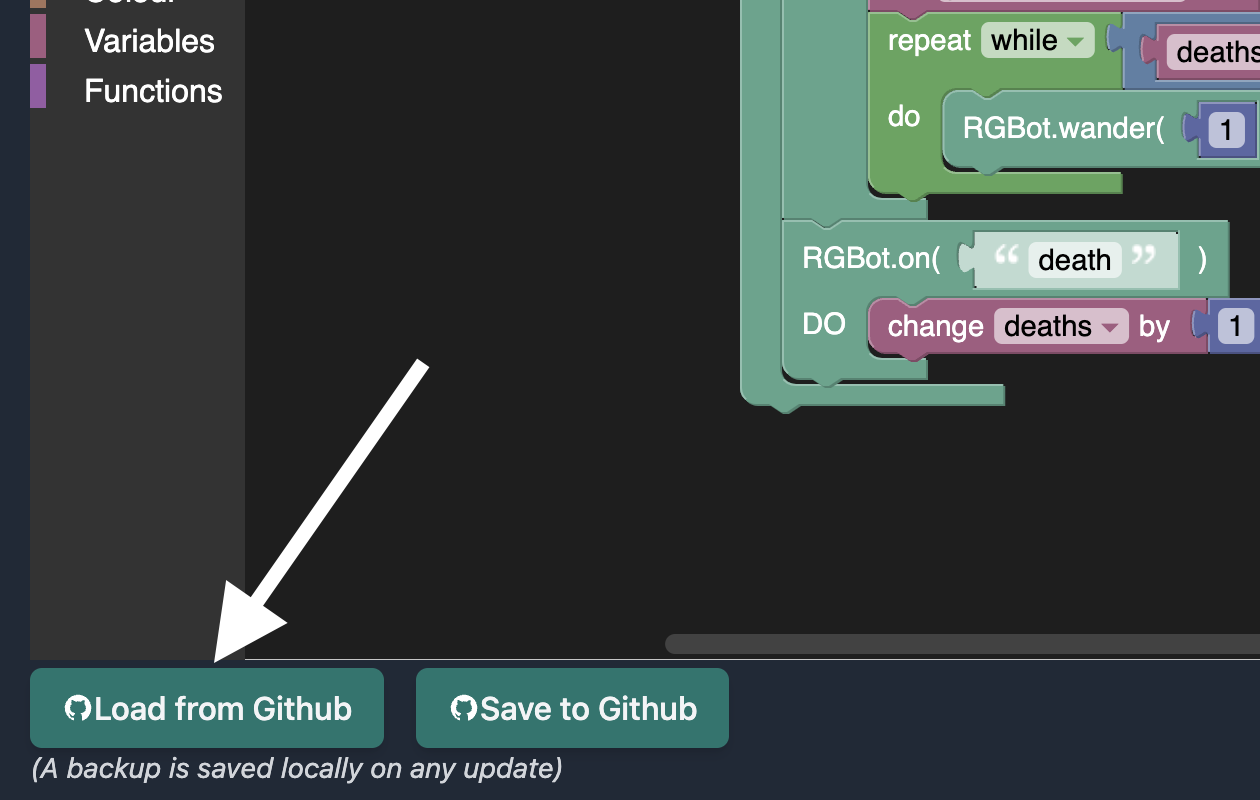 Variables
Functions
repeat while deaths
do RGBot.wander( 1
RGBot.on( “ death ” )
DO change deaths by 1
Load from Github
Save to Github
(A backup is saved locally on any update)